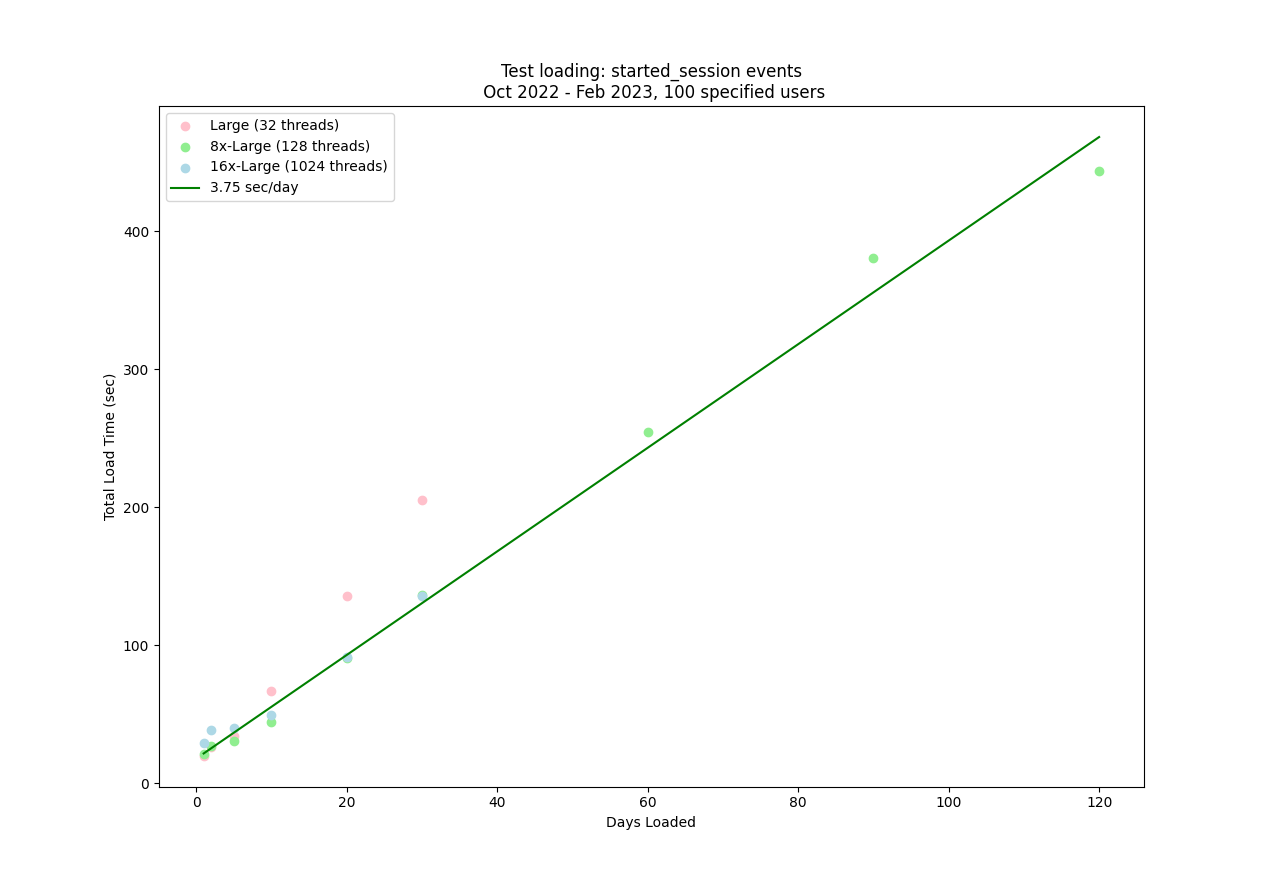 Test loading: started_session events
Oct 2022 - Feb 2023, 100 specified users
Large (32 threads)
8x-Large (128 threads)
16x-Large (1024 threads)
3.75 sec/day
400
300
200
100
0
Total Load Time (sec)
0 20 40 60 80 100 120
Days Loaded